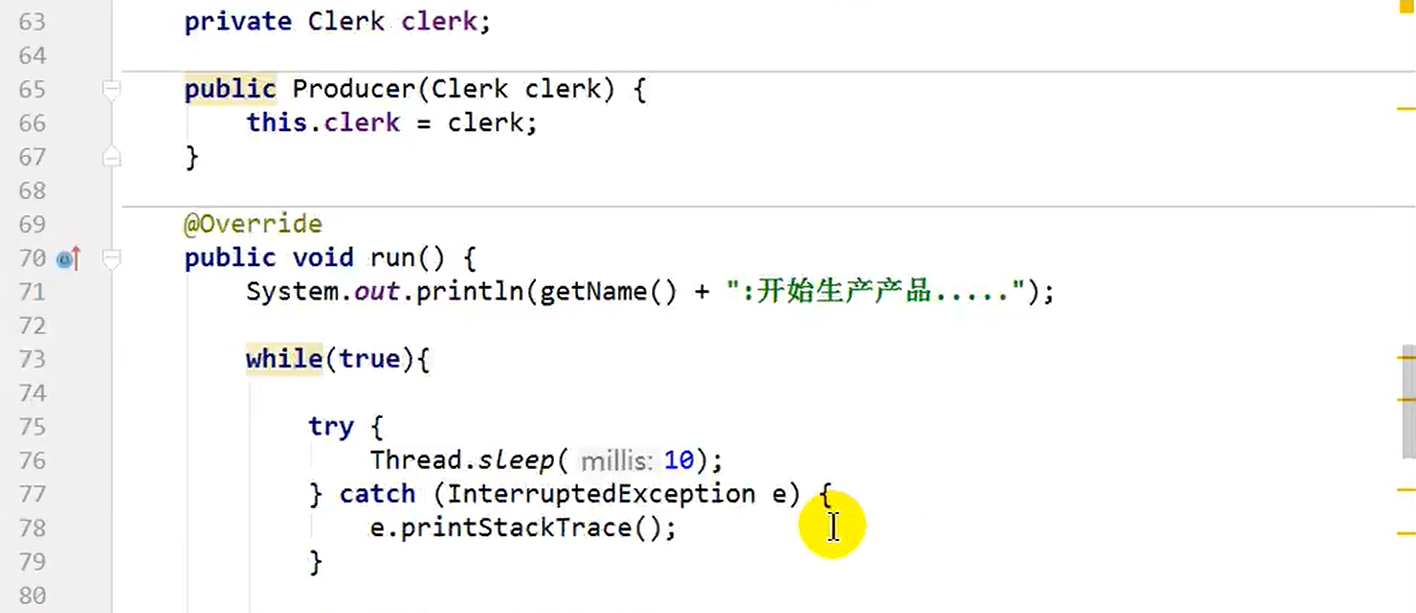 63 private Clerk clerk;
64
65 public Producer(Clerk clerk) {
66 this.clerk = clerk;
67 }
68
69 @Override
70 public void run() {
71 System.out.println(getName() + ":开始生产产品.....");
72
73 while(true){
74
75 try {
76 Thread.sleep( millis: 10);
77 } catch (InterruptedException e) {
78 e.printStackTrace();
79 }
80